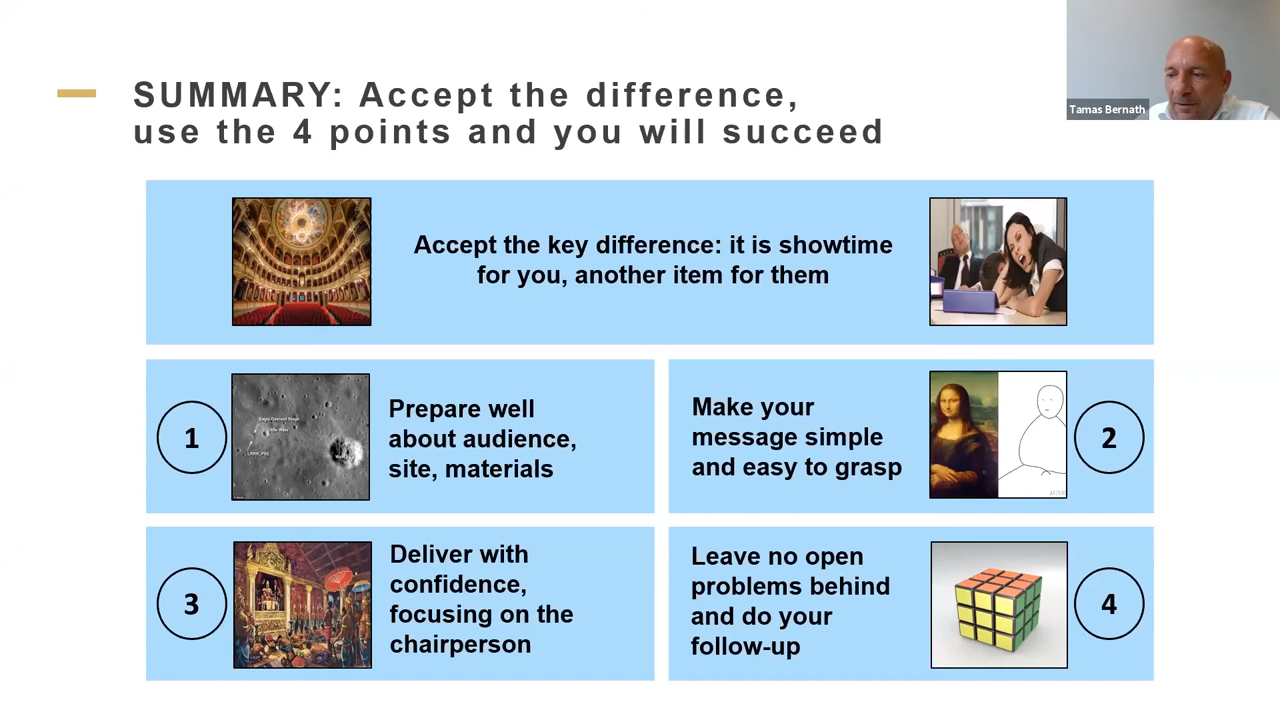 Tamas Bernath
SUMMARY: Accept the difference,
use the 4 points and you will succeed
Accept the key difference: it is showtime
for you, another item for them
1
Prepare well
about audience,
site, materials
Make your
message simple
and easy to grasp
2
3
Deliver with
confidence,
focusing on the
chairperson
Leave no open
problems behind
and do your
follow-up
4